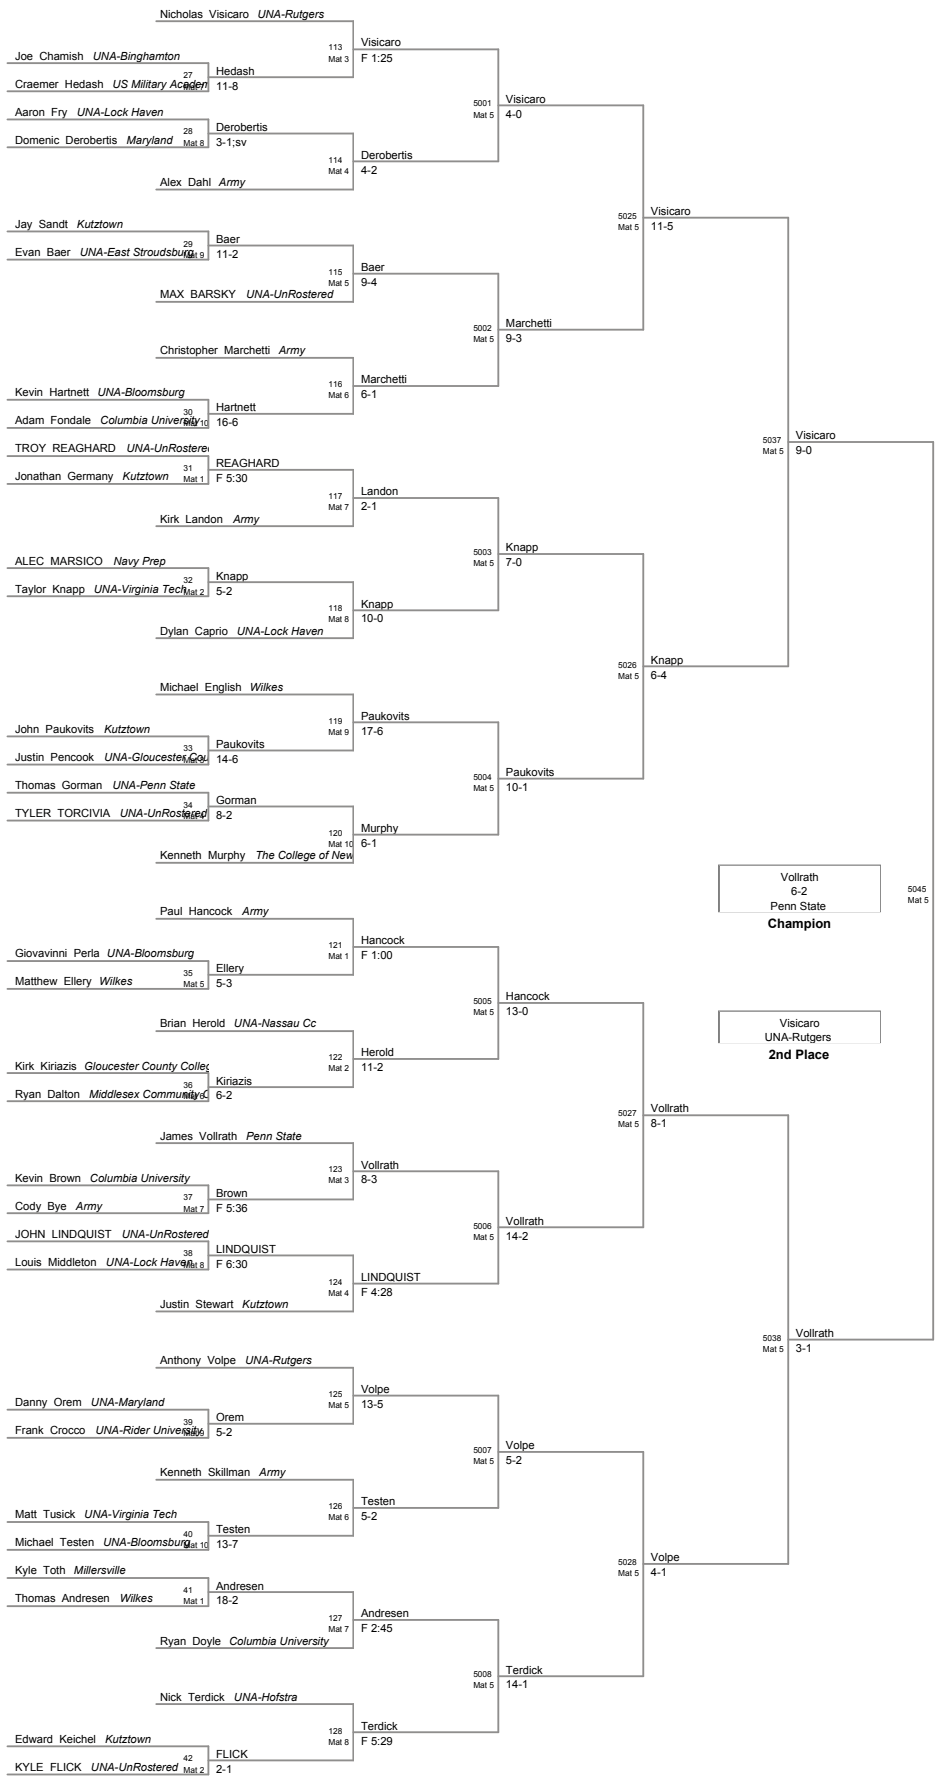 Nicholas Visicaro UNA-Rutgers
113 Visicaro
Mat 3 F 1:25
Joe Chamish UNA-Binghamton
27 Hedash
Craemer Hedash US Military Academ 11-8
5001 Visicaro
Mat 5 4-0
Aaron Fry UNA-Lock Haven
28 Derobertis
Domenic Derobertis Maryland Mat 8 3-1;sv
114 Derobertis
Mat 4 4-2
Alex Dahl Army
5025 Visicaro
Mat 5 11-5
Jay Sandt Kutztown
29 Baer
Evan Baer UNA-East Stroudsburg Mat 9 11-2
115 Baer
Mat 5 9-4
MAX BARSKY UNA-UnRostered
5002 Marchetti
Mat 5 9-3
Christopher Marchetti Army
116 Marchetti
Mat 6 6-1
Kevin Hartnett UNA-Bloomsburg
30 Hartnett
Adam Fondale Columbia University Mat 10 16-6
5037 Visicaro
Mat 5 9-0
TROY REAGHARD UNA-UnRostered
31 REAGHARD
Jonathan Germany Kutztown Mat 1 F 5:30
117 Landon
Mat 7 2-1
Kirk Landon Army
5003 Knapp
Mat 5 7-0
ALEC MARSICO Navy Prep
32 Knapp
Taylor Knapp UNA-Virginia Tech Mat 2 5-2
118 Knapp
Mat 8 10-0
Dylan Caprio UNA-Lock Haven
5026 Knapp
Mat 5 6-4
Michael English Wilkes
119 Paukovits
Mat 9 17-6
John Paukovits Kutztown
33 Paukovits
Justin Pencook UNA-Gloucester Cou 14-6
5004 Paukovits
Mat 5 10-1
Thomas Gorman UNA-Penn State
34 Gorman
TYLER TORCIVIA UNA-UnRostered 8-2
120 Murphy
Mat 10 6-1
Kenneth Murphy The College of New
Vollrath
6-2
Penn State
Champion
5045
Mat 5
Paul Hancock Army
121 Hancock
Mat 1 F 1:00
Giovavinni Perla UNA-Bloomsburg
35 Ellery
Matthew Ellery Wilkes Mat 5 5-3
5005 Hancock
Mat 5 13-0
Visicaro
UNA-Rutgers
2nd Place
Brian Herold UNA-Nassau Cc
122 Herold
Mat 2 11-2
Kirk Kiriazis Gloucester County Colleg
36 Kiriazis
Ryan Dalton Middlesex Community C 6-2
5027 Vollrath
Mat 5 8-1
James Vollrath Penn State
123 Vollrath
Mat 3 8-3
Kevin Brown Columbia University
37 Brown
Cody Bye Army Mat 7 F 5:36
5006 Vollrath
Mat 5 14-2
JOHN LINDQUIST UNA-UnRostered
38 LINDQUIST
Louis Middleton UNA-Lock Haven Mat 8 F 6:30
124 LINDQUIST
Mat 4 F 4:28
Justin Stewart Kutztown
5038 Vollrath
Mat 5 3-1
Anthony Volpe UNA-Rutgers
125 Volpe
Mat 5 13-5
Danny Orem UNA-Maryland
39 Orem
Frank Crocco UNA-Rider University 5-2
5007 Volpe
Mat 5 5-2
Kenneth Skillman Army
126 Testen
Mat 6 5-2
Matt Tusick UNA-Virginia Tech
40 Testen
Michael Testen UNA-Bloomsburg Mat 10 13-7
5028 Volpe
Mat 5 4-1
Kyle Toth Millersville
41 Andresen
Thomas Andresen Wilkes Mat 1 18-2
127 Andresen
Mat 7 F 2:45
Ryan Doyle Columbia University
5008 Terdick
Mat 5 14-1
Nick Terdick UNA-Hofstra
128 Terdick
Mat 8 F 5:29
Edward Keichel Kutztown
42 FLICK
KYLE FLICK UNA-UnRostered Mat 2 2-1